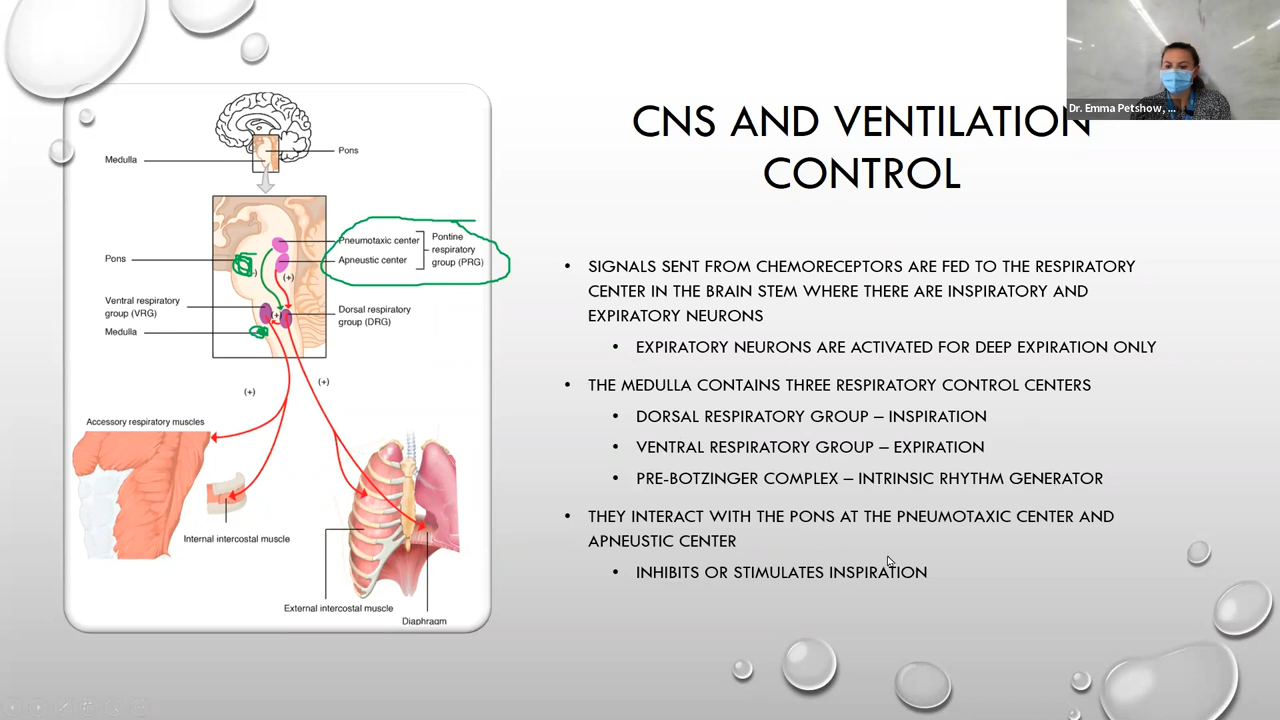 Dr. Emma Petshow, ...
CNS AND VENTILATION
CONTROL
Medulla
Pons
Pneumotaxic center
Apneustic center
Pontine
respiratory
group (PRG)
Pons
(-)
(+)
Ventral respiratory
group (VRG)
(+)
Dorsal respiratory
group (DRG)
Medulla
(+)
(+)
Accessory respiratory muscles
Internal intercostal muscle
External intercostal muscle
Diaphragm
• SIGNALS SENT FROM CHEMORECEPTORS ARE FED TO THE RESPIRATORY
CENTER IN THE BRAIN STEM WHERE THERE ARE INSPIRATORY AND
EXPIRATORY NEURONS
• EXPIRATORY NEURONS ARE ACTIVATED FOR DEEP EXPIRATION ONLY
• THE MEDULLA CONTAINS THREE RESPIRATORY CONTROL CENTERS
• DORSAL RESPIRATORY GROUP – INSPIRATION
• VENTRAL RESPIRATORY GROUP – EXPIRATION
• PRE-BOTZINGER COMPLEX – INTRINSIC RHYTHM GENERATOR
• THEY INTERACT WITH THE PONS AT THE PNEUMOTAXIC CENTER AND
APNEUSTIC CENTER
• INHIBITS OR STIMULATES INSPIRATION